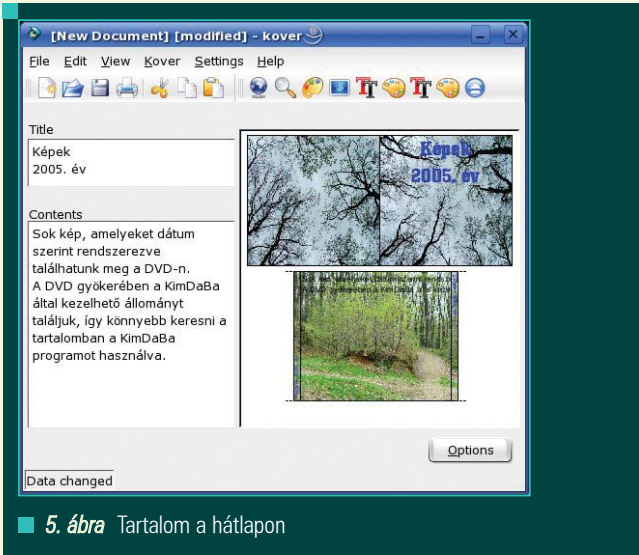 [New Document] [modified] - kover
File Edit View Kover Settings Help
Title
Képek
2005. év
Contents
Sok kép, amelyeket dátum
szerint rendszerezve
találhatunk meg a DVD-n.
A DVD gyökerében a KimDaBa
által kezelhető állományt
találjuk, így könnyebb keresni a
tartalomban a KimDaBa
programot használva.
Képek
2005. év
Options
Data changed
5. ábra Tartalom a hátlapon